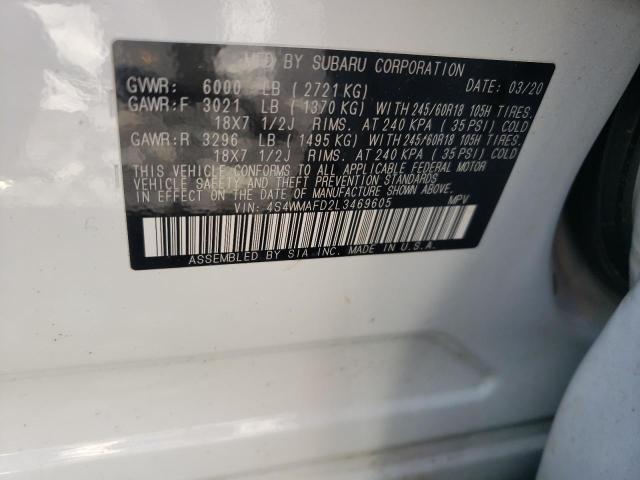 MFD BY SUBARU CORPORATION DATE: 03/20
GVWR: 6000 LB ( 2721 KG)
GAWR:F 3021 LB ( 1370 KG) WITH 245/60R18 105H TIRES.
18X7 1/2J RIMS. AT 240 KPA ( 35 PSI) COLD
GAWR:R 3296 LB ( 1495 KG) WITH 245/60R18 105H TIRES.
18X7 1/2J RIMS. AT 240 KPA ( 35 PSI) COLD
THIS VEHICLE CONFORMS TO ALL APPLICABLE FEDERAL MOTOR
VEHICLE SAFETY AND THEFT PREVENTION STANDARDS
IN EFFECT ON THE DATE OF MANUFACTURE SHOWN ABOVE.
VIN: 4S4WMAFD2L3469605 MPV
ASSEMBLED BY SIA INC. MADE IN U.S.A.